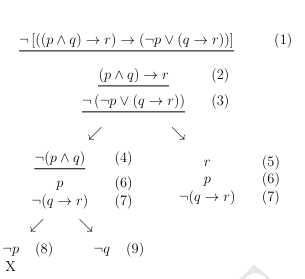 ¬ [((p ∧ q) → r) → (¬p ∨ (q → r))] (1)
(p ∧ q) → r (2)
¬ (¬p ∨ (q → r)) (3)
↙ ↘
¬(p ∧ q) (4) r (5)
p (6) p (6)
¬(q → r) (7) ¬(q → r) (7)
↙ ↘
¬p (8) ¬q (9)
X